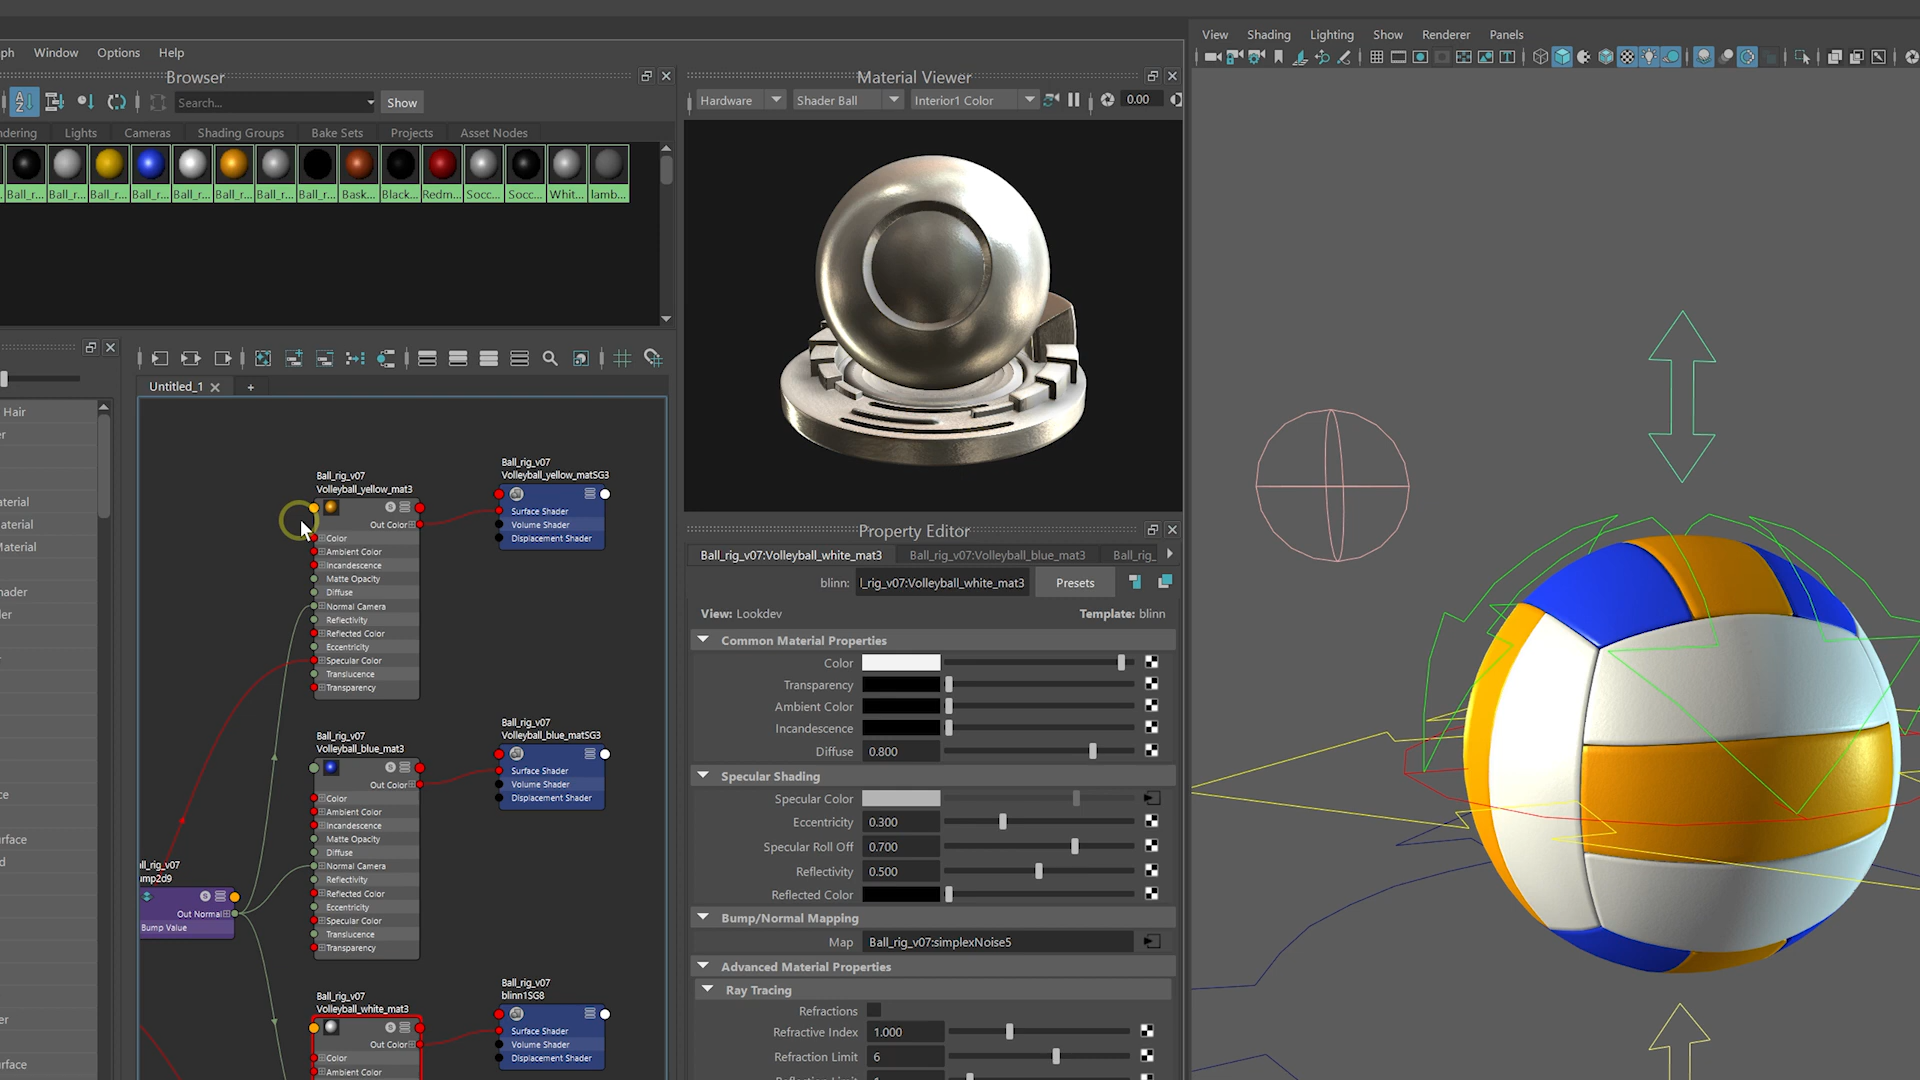 ph Window Options Help
Browser
Search... Show
ndering Lights Cameras Shading Groups Bake Sets Projects Asset Nodes
Ball_r... Ball_r... Ball_r... Ball_r... Ball_r... Ball_r... Ball_r... Ball_r... Bask... Black... Redm... Socc... Socc... Whit... lamb...
Untitled_1 +
Hair
er
aterial
aterial
Material
hader
ler
ce
urface
d
er
urface
Ball_rig_v07
Volleyball_yellow_mat3
Out Color
Color
Ambient Color
Incandescence
Matte Opacity
Diffuse
Normal Camera
Reflectivity
Reflected Color
Eccentricity
Specular Color
Translucence
Transparency
Ball_rig_v07
Volleyball_yellow_matSG3
Surface Shader
Volume Shader
Displacement Shader
Ball_rig_v07
Volleyball_blue_mat3
Out Color
Color
Ambient Color
Incandescence
Matte Opacity
Diffuse
Normal Camera
Reflectivity
Reflected Color
Eccentricity
Specular Color
Translucence
Transparency
Ball_rig_v07
Volleyball_blue_matSG3
Surface Shader
Volume Shader
Displacement Shader
all_rig_v07
ump2d9
Out Normal
Bump Value
Ball_rig_v07
Volleyball_white_mat3
Out Color
Color
Ambient Color
Ball_rig_v07
blinn1SG8
Surface Shader
Volume Shader
Displacement Shader
Material Viewer
Hardware Shader Ball Interior1 Color 0.00
Property Editor
Ball_rig_v07:Volleyball_white_mat3 Ball_rig_v07:Volleyball_blue_mat3 Ball_rig_
blinn: l_rig_v07:Volleyball_white_mat3 Presets
View: Lookdev Template: blinn
Common Material Properties
Color
Transparency
Ambient Color
Incandescence
Diffuse 0.800
Specular Shading
Specular Color
Eccentricity 0.300
Specular Roll Off 0.700
Reflectivity 0.500
Reflected Color
Bump/Normal Mapping
Map Ball_rig_v07:simplexNoise5
Advanced Material Properties
Ray Tracing
Refractions
Refractive Index 1.000
Refraction Limit 6
View Shading Lighting Show Renderer Panels